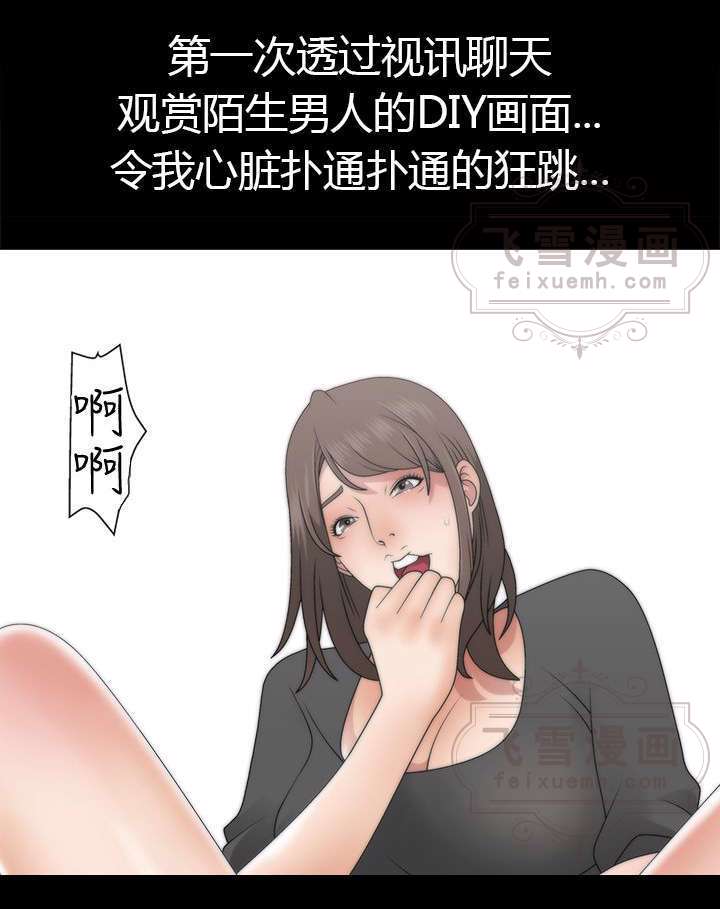 第一次透过视讯聊天
观赏陌生男人的DIY画面...
令我心脏扑通扑通的狂跳...
飞雪漫画
feixuemh.com
啊
啊
飞雪漫画
feixuemh.com